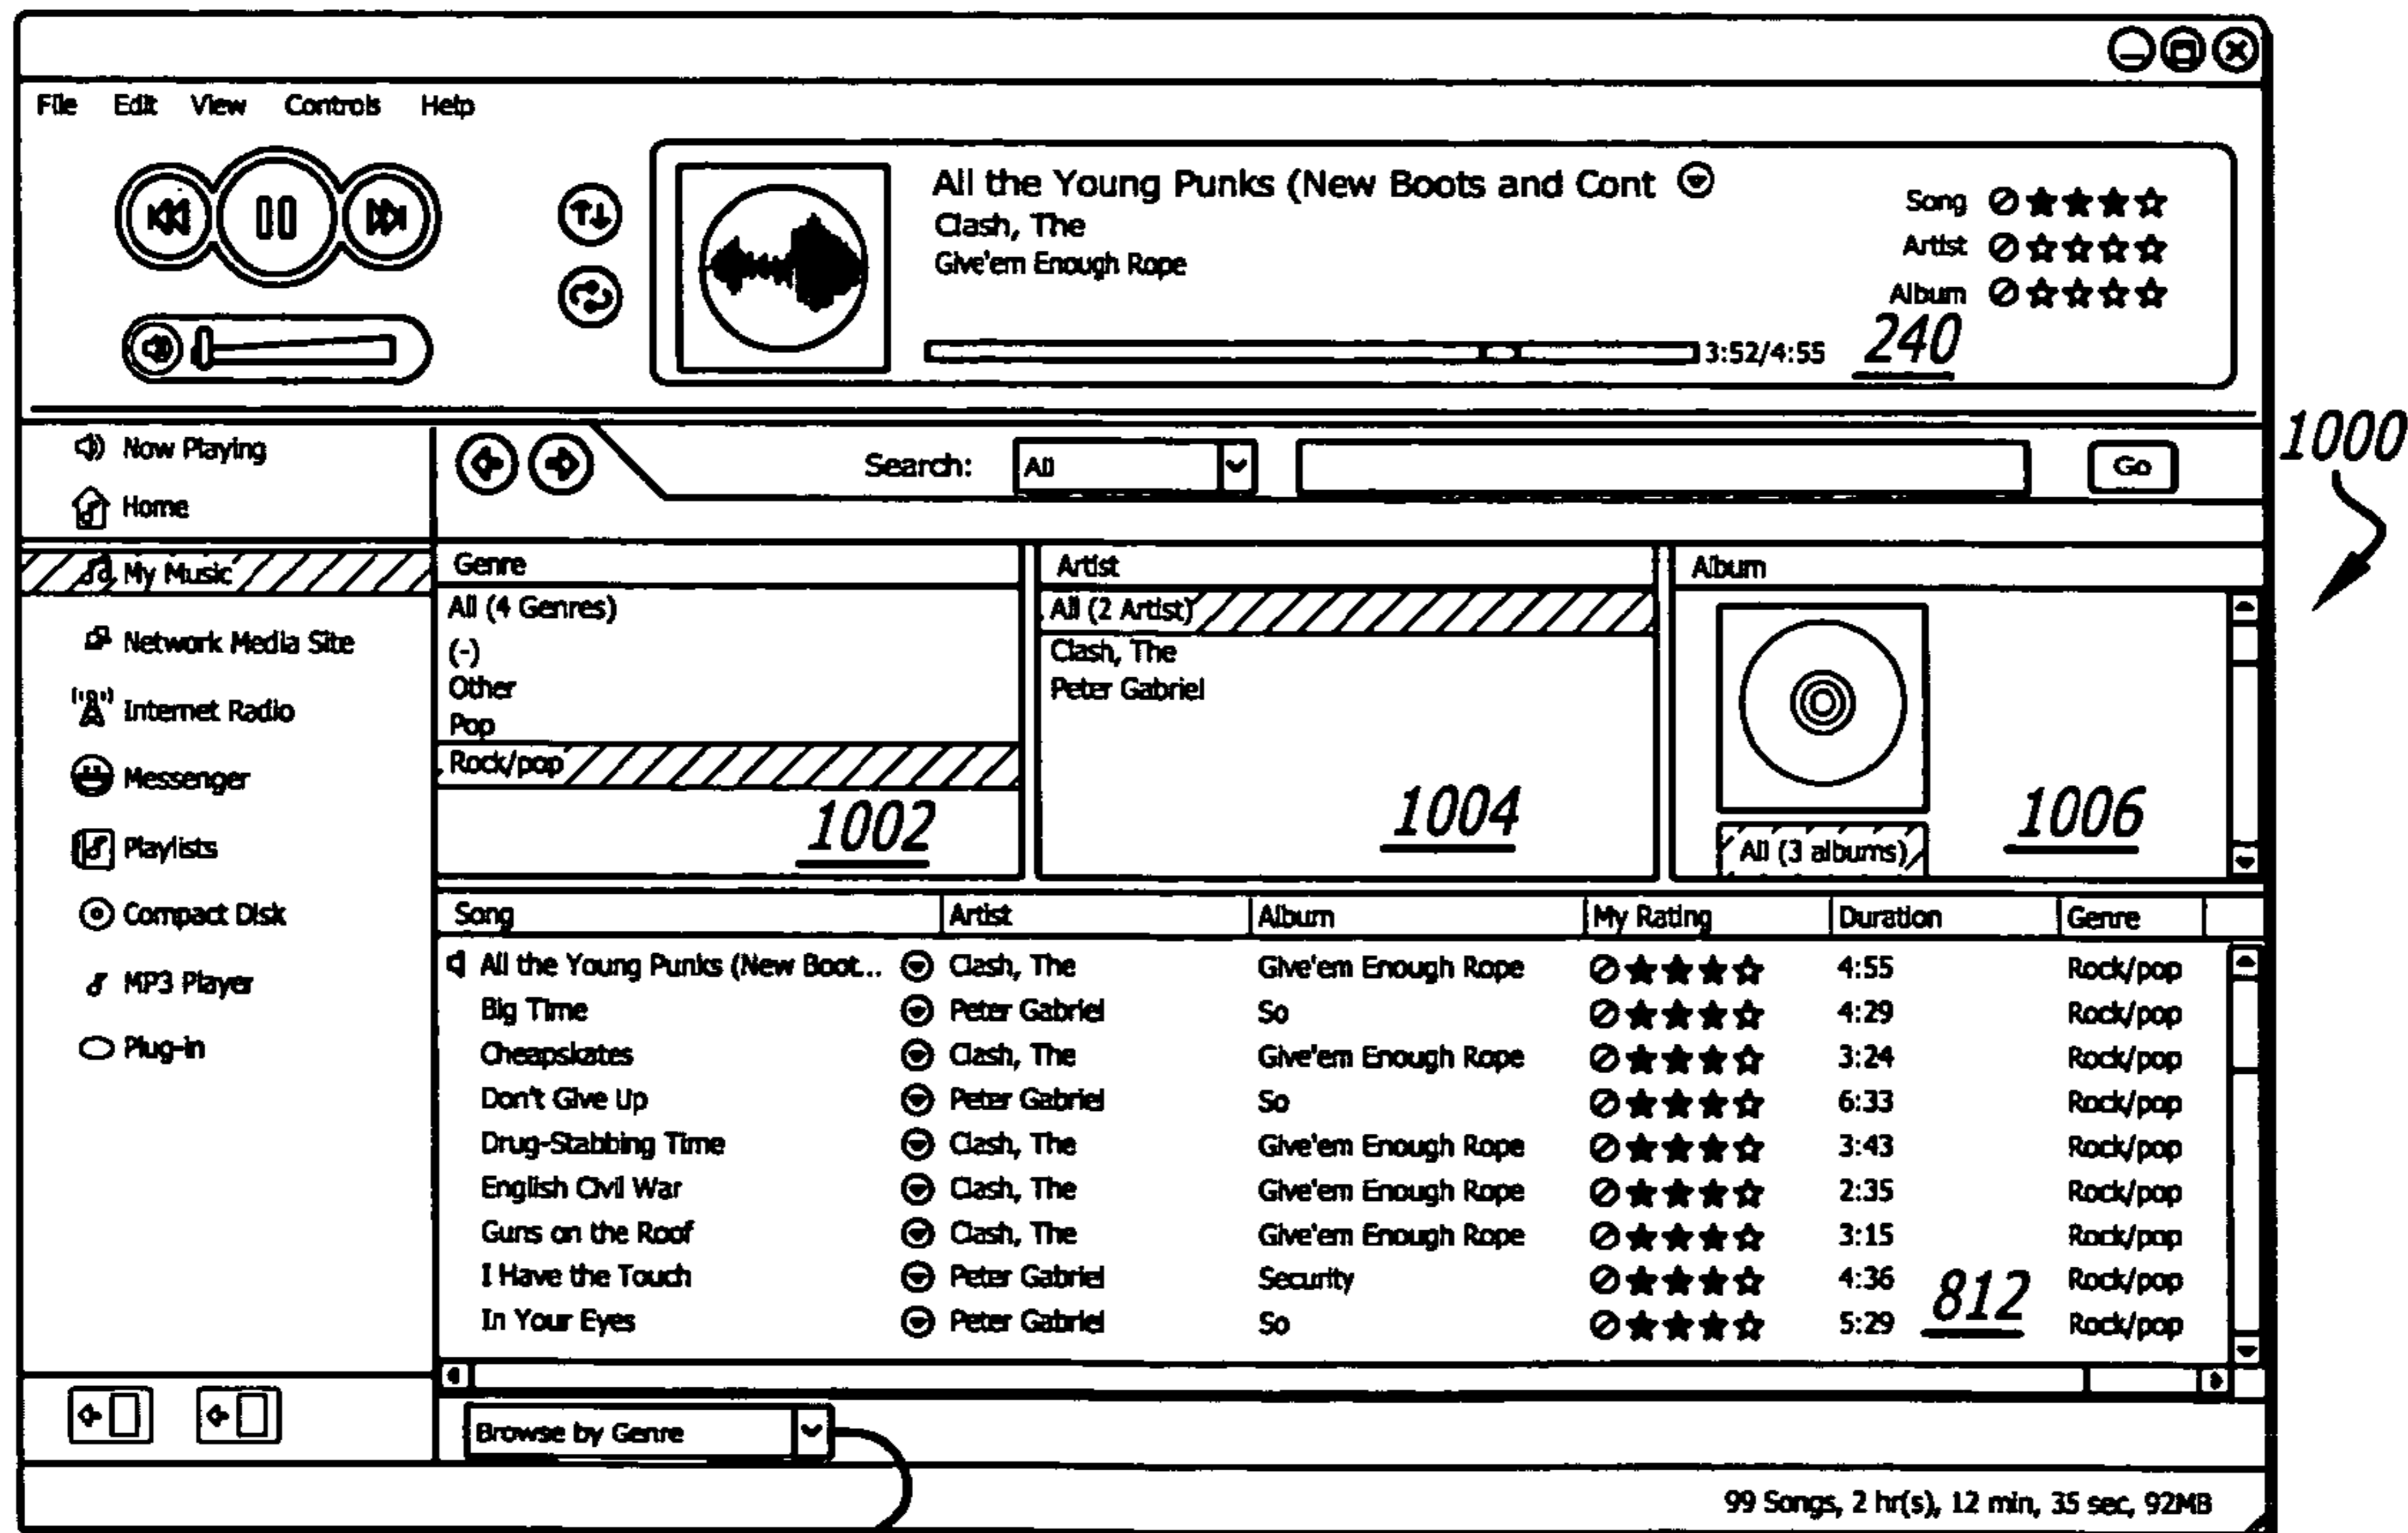 File Edit View Controls Help
All the Young Punks (New Boots and Cont
Clash, The
Give'em Enough Rope
Song
Artist
Album
3:52/4:55
240
1000
Now Playing
Home
My Music
Network Media Site
Internet Radio
Messenger
Playlists
Compact Disk
MP3 Player
Plug-in
Search: All Go
Genre
All (4 Genres)
(-)
Other
Pop
Rock/pop
1002
Artist
All (2 Artist)
Clash, The
Peter Gabriel
1004
Album
All (3 albums)
1006
Song Artist Album My Rating Duration Genre
All the Young Punks (New Boot... Clash, The Give'em Enough Rope 4:55 Rock/pop
Big Time Peter Gabriel So 4:29 Rock/pop
Cheapskates Clash, The Give'em Enough Rope 3:24 Rock/pop
Don't Give Up Peter Gabriel So 6:33 Rock/pop
Drug-Stabbing Time Clash, The Give'em Enough Rope 3:43 Rock/pop
English Civil War Clash, The Give'em Enough Rope 2:35 Rock/pop
Guns on the Roof Clash, The Give'em Enough Rope 3:15 Rock/pop
I Have the Touch Peter Gabriel Security 4:36 Rock/pop
In Your Eyes Peter Gabriel So 5:29 Rock/pop
812
Browse by Genre
99 Songs, 2 hr(s), 12 min, 35 sec, 92MB